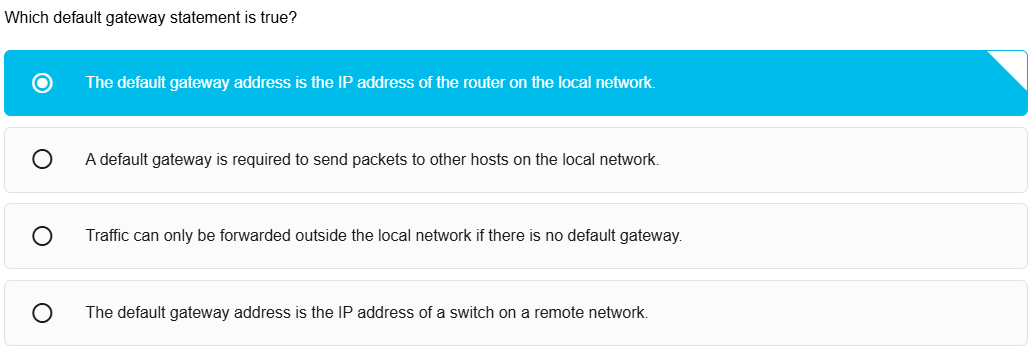 Which default gateway statement is true?
The default gateway address is the IP address of the router on the local network.
A default gateway is required to send packets to other hosts on the local network.
Traffic can only be forwarded outside the local network if there is no default gateway.
The default gateway address is the IP address of a switch on a remote network.